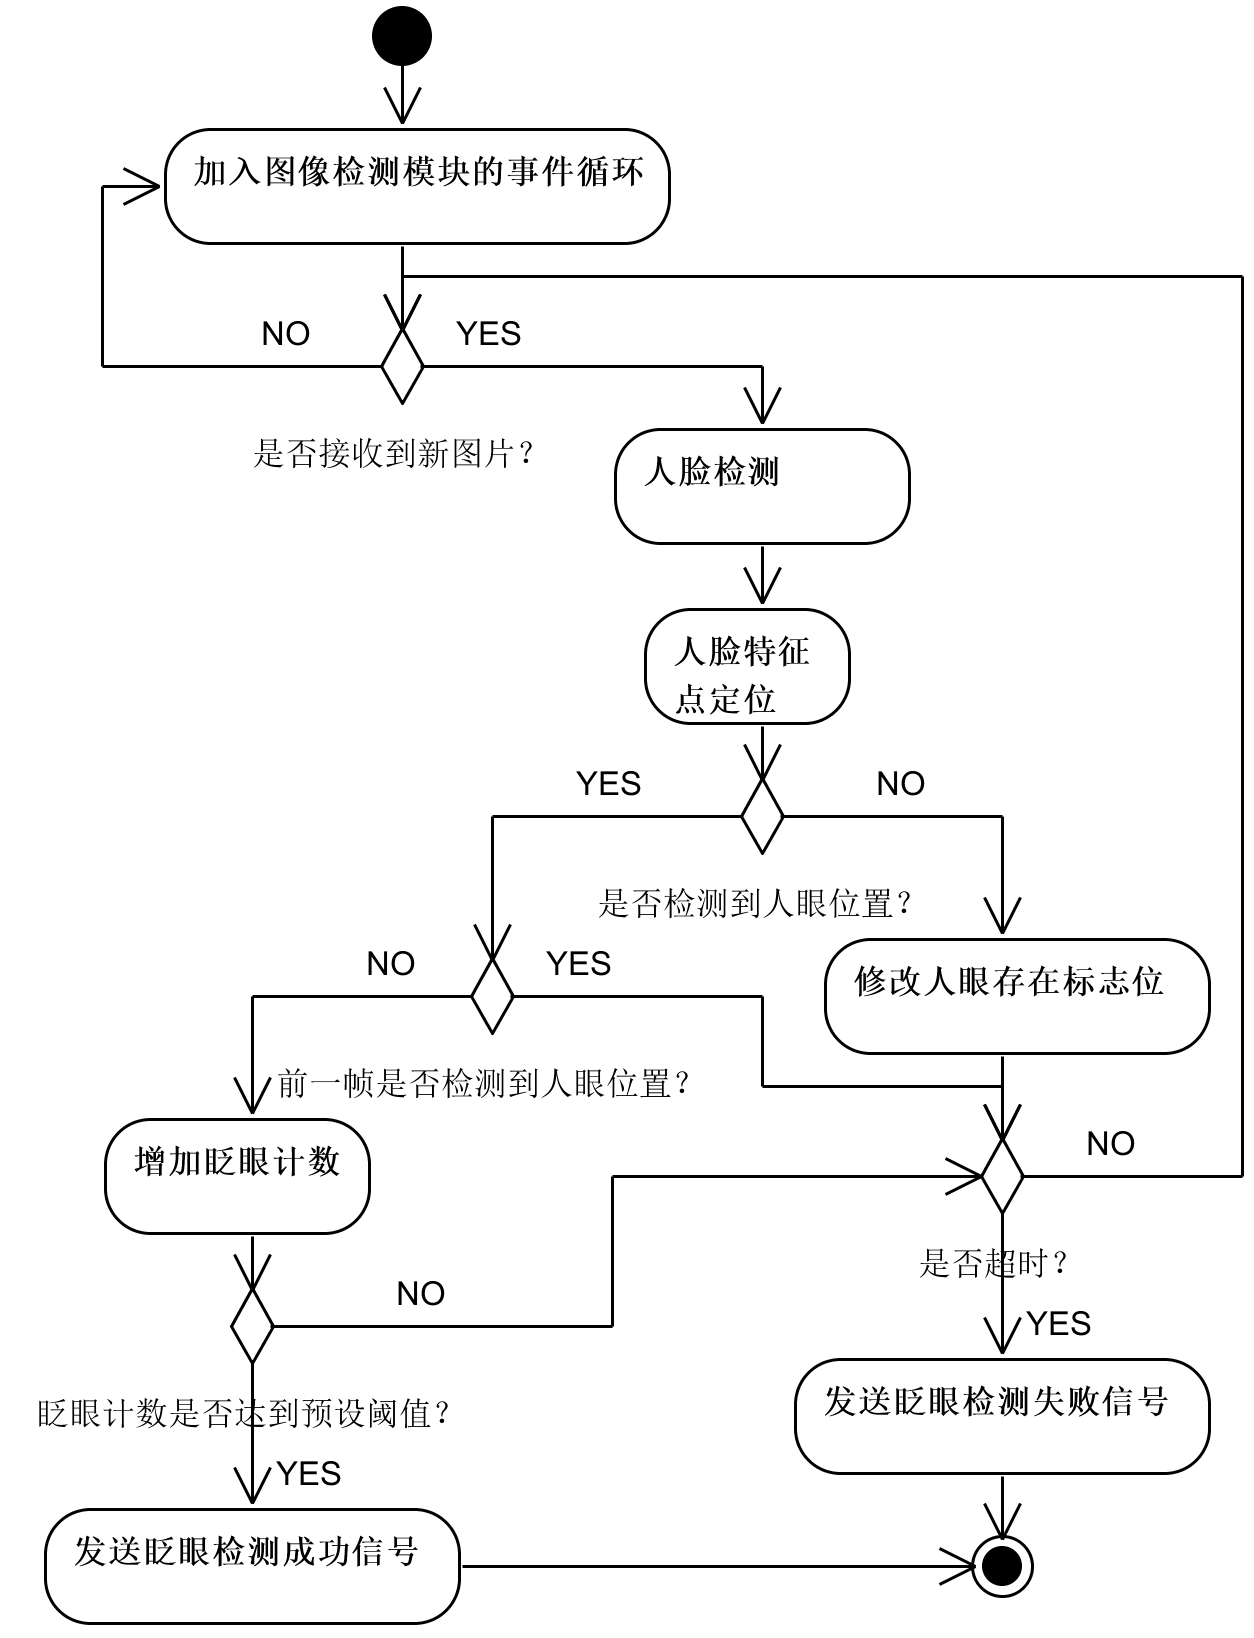 加入图像检测模块的事件循环
NO
YES
是否接收到新图片？
人脸检测
人脸特征
点定位
YES
NO
是否检测到人眼位置？
NO
YES
修改人眼存在标志位
前一帧是否检测到人眼位置？
增加眨眼计数
NO
是否超时？
NO
YES
眨眼计数是否达到预设阈值？
发送眨眼检测失败信号
YES
发送眨眼检测成功信号